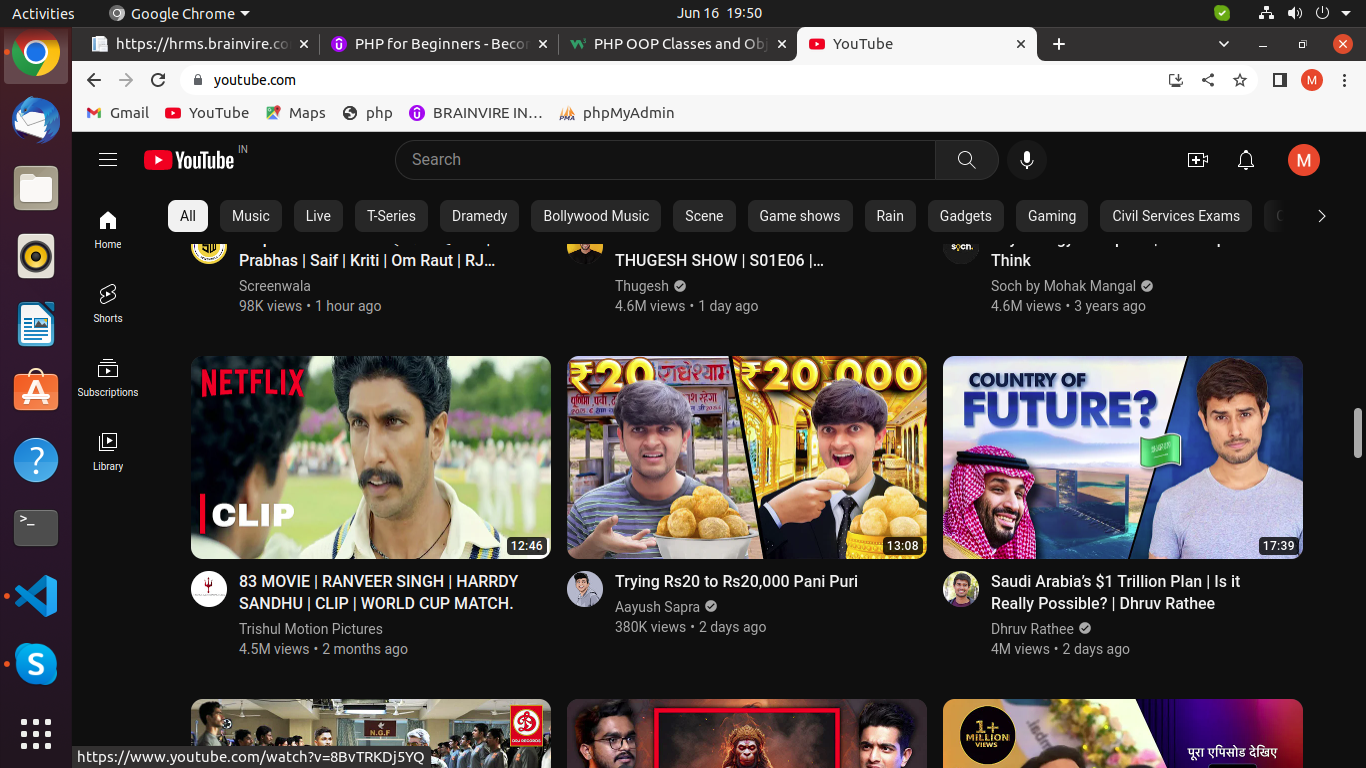 Activities
Google Chrome
Jun 16 19:50
https://hrms.brainvire.co
PHP for Beginners - Becor
PHP OOP Classes and Obj
YouTube
youtube.com
M
Gmail
YouTube
Maps
php
BRAINVIRE IN…
phpMyAdmin
YouTube IN
Search
M
All
Music
Live
T-Series
Dramedy
Bollywood Music
Scene
Game shows
Rain
Gadgets
Gaming
Civil Services Exams
Home
Shorts
Subscriptions
Library
Prabhas | Saif | Kriti | Om Raut | RJ…
Screenwala
98K views • 1 hour ago
THUGESH SHOW | S01E06 |…
Thugesh
4.6M views • 1 day ago
SOCH.
Think
Soch by Mohak Mangal
4.6M views • 3 years ago
NETFLIX
CLIP
12:46
83 MOVIE | RANVEER SINGH | HARRDY
SANDHU | CLIP | WORLD CUP MATCH.
Trishul Motion Pictures
4.5M views • 2 months ago
₹20
राधेश्याम
₹20,000
13:08
Trying Rs20 to Rs20,000 Pani Puri
Aayush Sapra
380K views • 2 days ago
COUNTRY OF
FUTURE?
17:39
Saudi Arabia’s $1 Trillion Plan | Is it
Really Possible? | Dhruv Rathee
Dhruv Rathee
4M views • 2 days ago
N.G.F
1+
MILLION
VIEWS
पूरा एपिसोड देखिए
https://www.youtube.com/watch?v=8BvTRKDj5YQ